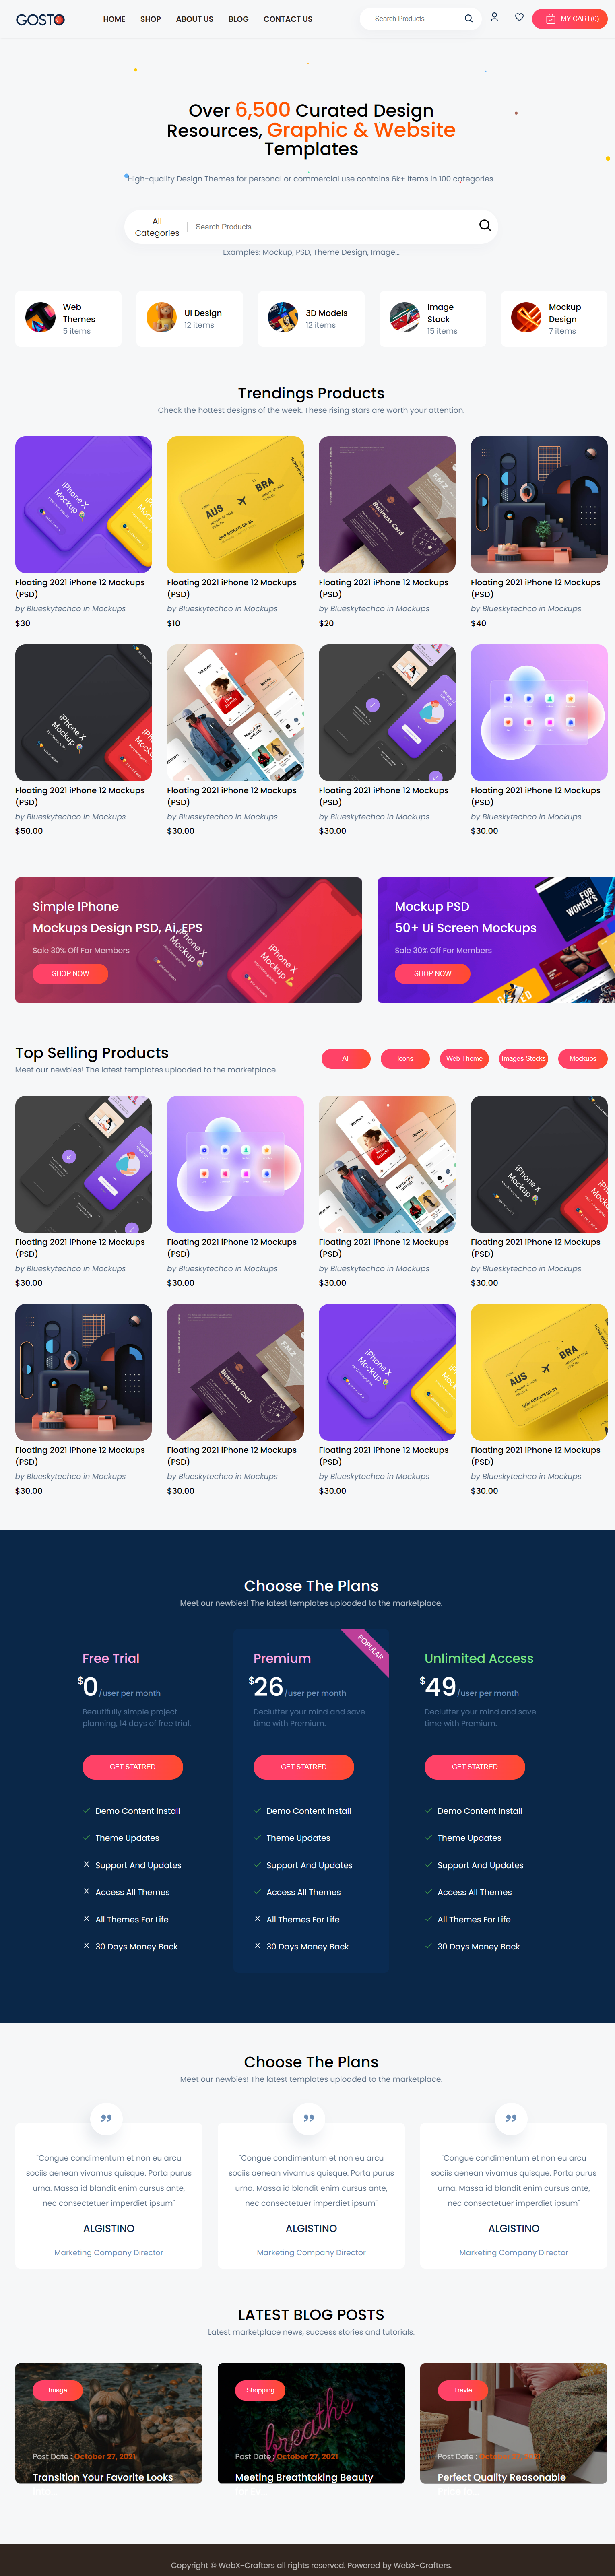 GOSTO
HOME SHOP ABOUT US BLOG CONTACT US
Search Products...
MY CART(0)
Over 6,500 Curated Design
Resources, Graphic & Website
Templates
High-quality Design Themes for personal or commercial use contains 6k+ items in 100 categories.
All
Categories
Search Products...
Examples: Mockup, PSD, Theme Design, Image...
Web
Themes
5 items
UI Design
12 items
3D Models
12 items
Image
Stock
15 items
Mockup
Design
7 items
Trendings Products
Check the hottest designs of the week. These rising stars are worth your attention.
iPhone X
Mockup
AUS
BRA
Business Card
Floating 2021 iPhone 12 Mockups
(PSD)
by Blueskytechco in Mockups
$30
Floating 2021 iPhone 12 Mockups
(PSD)
by Blueskytechco in Mockups
$10
Floating 2021 iPhone 12 Mockups
(PSD)
by Blueskytechco in Mockups
$20
Floating 2021 iPhone 12 Mockups
(PSD)
by Blueskytechco in Mockups
$40
iPhone X
Mockup
Women
Floating 2021 iPhone 12 Mockups
(PSD)
by Blueskytechco in Mockups
$50.00
Floating 2021 iPhone 12 Mockups
(PSD)
by Blueskytechco in Mockups
$30.00
Floating 2021 iPhone 12 Mockups
(PSD)
by Blueskytechco in Mockups
$30.00
Floating 2021 iPhone 12 Mockups
(PSD)
by Blueskytechco in Mockups
$30.00
Simple IPhone
Mockups Design PSD, Ai, EPS
Sale 30% Off For Members
SHOP NOW
iPhone X
Mockup
Mockup PSD
50+ Ui Screen Mockups
Sale 30% Off For Members
SHOP NOW
FOR
WOMEN'S
Top Selling Products
Meet our newbies! The latest templates uploaded to the marketplace.
All
Icons
Web Theme
Images Stocks
Mockups
Women
iPhone X
Mockup
Floating 2021 iPhone 12 Mockups
(PSD)
by Blueskytechco in Mockups
$30.00
Floating 2021 iPhone 12 Mockups
(PSD)
by Blueskytechco in Mockups
$30.00
Floating 2021 iPhone 12 Mockups
(PSD)
by Blueskytechco in Mockups
$30.00
Floating 2021 iPhone 12 Mockups
(PSD)
by Blueskytechco in Mockups
$30.00
Business Card
iPhone X
Mockup
AUS
BRA
Floating 2021 iPhone 12 Mockups
(PSD)
by Blueskytechco in Mockups
$30.00
Floating 2021 iPhone 12 Mockups
(PSD)
by Blueskytechco in Mockups
$30.00
Floating 2021 iPhone 12 Mockups
(PSD)
by Blueskytechco in Mockups
$30.00
Floating 2021 iPhone 12 Mockups
(PSD)
by Blueskytechco in Mockups
$30.00
Choose The Plans
Meet our newbies! The latest templates uploaded to the marketplace.
Free Trial
$0/user per month
Beautifully simple project
planning, 14 days of free trial.
GET STATRED
Demo Content Install
Theme Updates
Support And Updates
Access All Themes
All Themes For Life
30 Days Money Back
POPULAR
Premium
$26/user per month
Declutter your mind and save
time with Premium.
GET STATRED
Demo Content Install
Theme Updates
Support And Updates
Access All Themes
All Themes For Life
30 Days Money Back
Unlimited Access
$49/user per month
Declutter your mind and save
time with Premium.
GET STATRED
Demo Content Install
Theme Updates
Support And Updates
Access All Themes
All Themes For Life
30 Days Money Back
Choose The Plans
Meet our newbies! The latest templates uploaded to the marketplace.
"Congue condimentum et non eu arcu
sociis aenean vivamus quisque. Porta purus
urna. Massa id blandit enim cursus ante,
nec consectetuer imperdiet ipsum"
ALGISTINO
Marketing Company Director
"Congue condimentum et non eu arcu
sociis aenean vivamus quisque. Porta purus
urna. Massa id blandit enim cursus ante,
nec consectetuer imperdiet ipsum"
ALGISTINO
Marketing Company Director
"Congue condimentum et non eu arcu
sociis aenean vivamus quisque. Porta purus
urna. Massa id blandit enim cursus ante,
nec consectetuer imperdiet ipsum"
ALGISTINO
Marketing Company Director
LATEST BLOG POSTS
Latest marketplace news, success stories and tutorials.
Image
Post Date : October 27, 2021
Transition Your Favorite Looks
Shopping
breathe
Post Date : October 27, 2021
Meeting Breathtaking Beauty
Travle
Post Date : October 27, 2021
Perfect Quality Reasonable
Copyright © WebX-Crafters all rights reserved. Powered by WebX-Crafters.